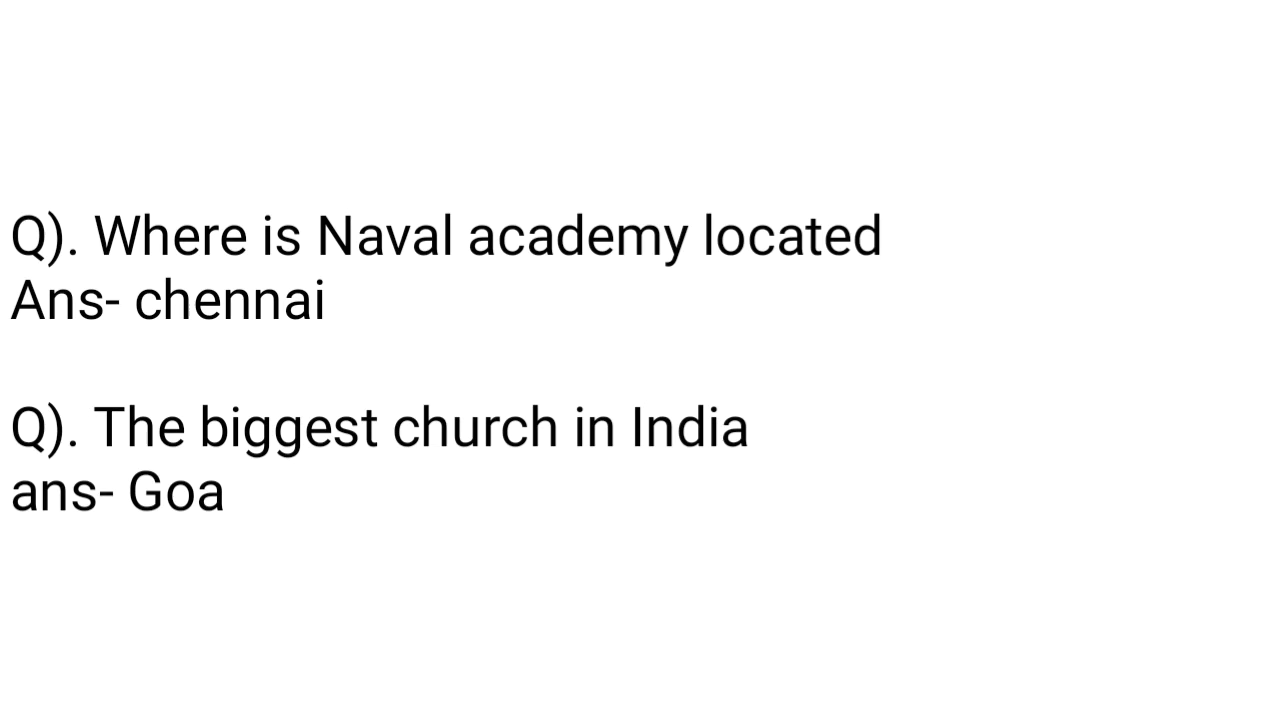 Q). Where is Naval academy located
Ans- chennai
Q). The biggest church in India
ans- Goa